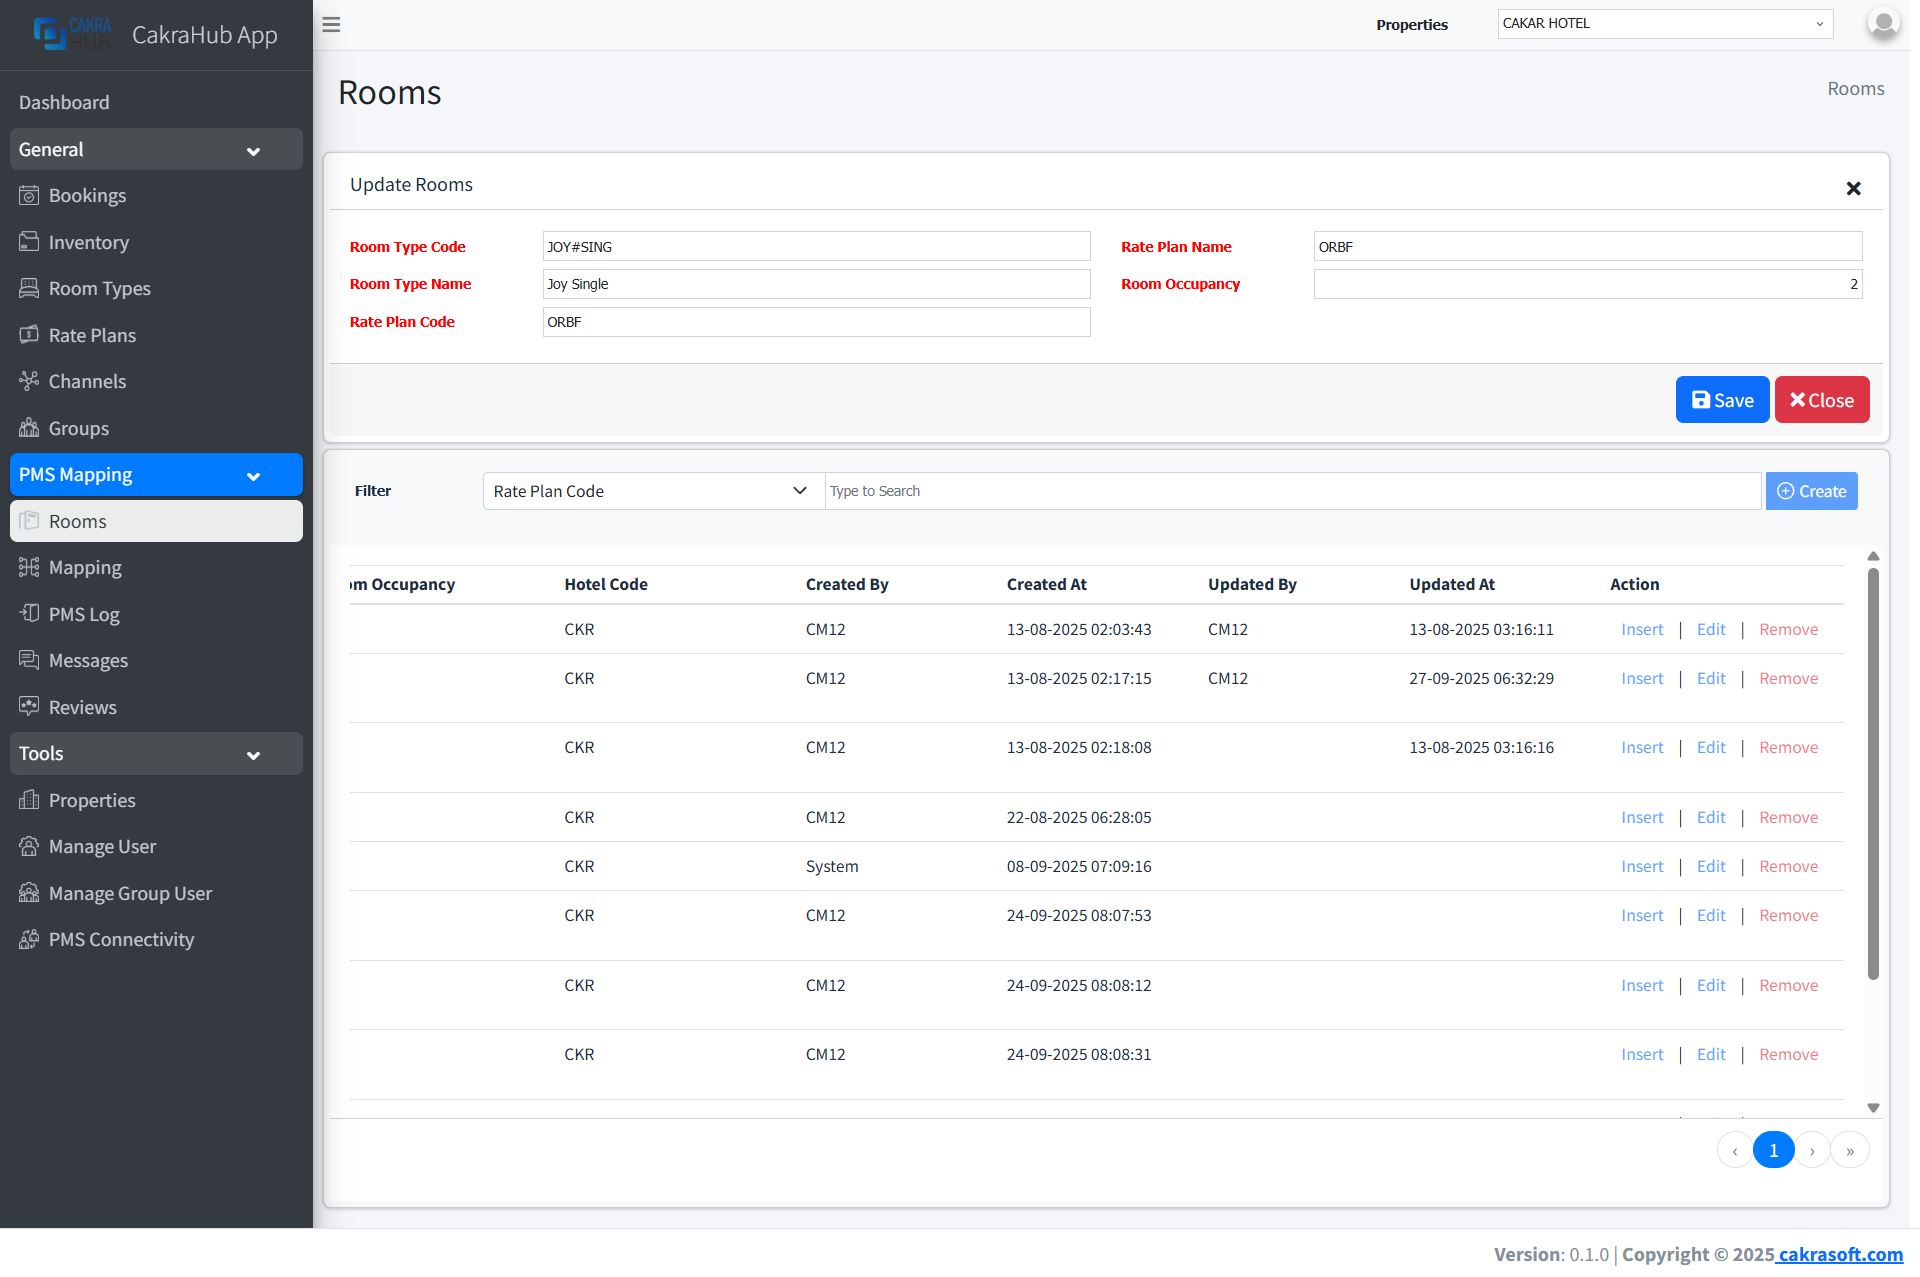 CAKRA
HUB
CakraHub App
Properties
CAKAR HOTEL
Dashboard
General
Bookings
Inventory
Room Types
Rate Plans
Channels
Groups
PMS Mapping
Rooms
Mapping
PMS Log
Messages
Reviews
Tools
Properties
Manage User
Manage Group User
PMS Connectivity
Rooms
Rooms
Update Rooms
Room Type Code JOY#SING Rate Plan Name ORBF
Room Type Name Joy Single Room Occupancy 2
Rate Plan Code ORBF
Save Close
Filter Rate Plan Code Type to Search Create
om Occupancy Hotel Code Created By Created At Updated By Updated At Action
CKR CM12 13-08-2025 02:03:43 CM12 13-08-2025 03:16:11 Insert | Edit | Remove
CKR CM12 13-08-2025 02:17:15 CM12 27-09-2025 06:32:29 Insert | Edit | Remove
CKR CM12 13-08-2025 02:18:08 13-08-2025 03:16:16 Insert | Edit | Remove
CKR CM12 22-08-2025 06:28:05 Insert | Edit | Remove
CKR System 08-09-2025 07:09:16 Insert | Edit | Remove
CKR CM12 24-09-2025 08:07:53 Insert | Edit | Remove
CKR CM12 24-09-2025 08:08:12 Insert | Edit | Remove
CKR CM12 24-09-2025 08:08:31 Insert | Edit | Remove
‹ 1 › »
Version: 0.1.0 | Copyright © 2025 cakrasoft.com